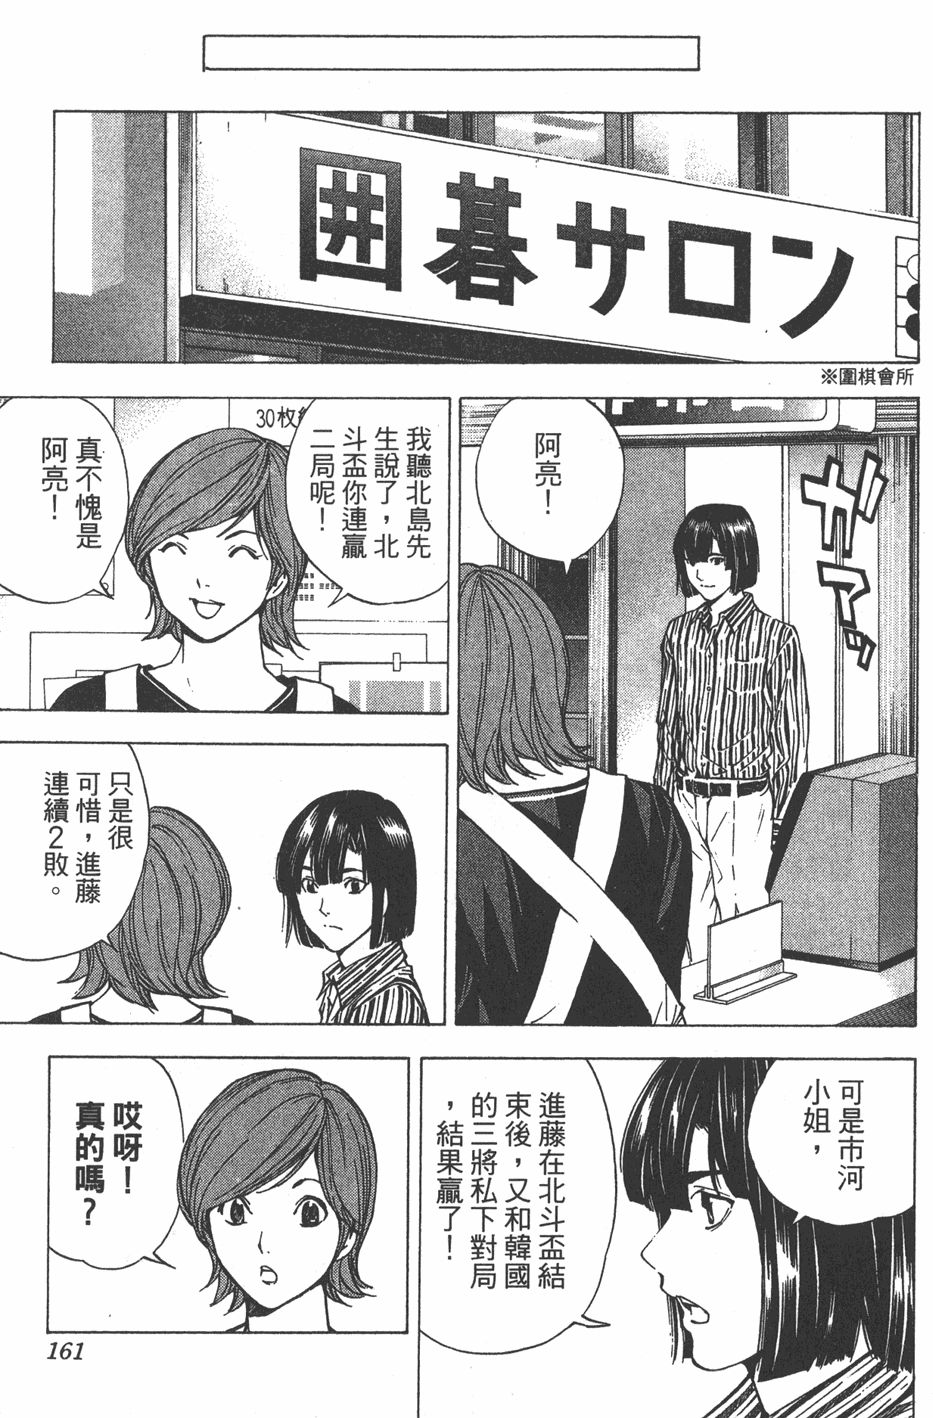 囲碁サロン
※圍棋會所
阿亮！
ガァーッ
我聽北島先
生說了，北
斗盃你連贏
二局呢！
30枚
真不愧是
阿亮！
只是很
可惜，進藤
連續2敗。
可是市河
小姐，
進藤在北斗盃結
束後，又和韓國
的三將私下對局
，結果贏了！
哎呀！
真的嗎？
161